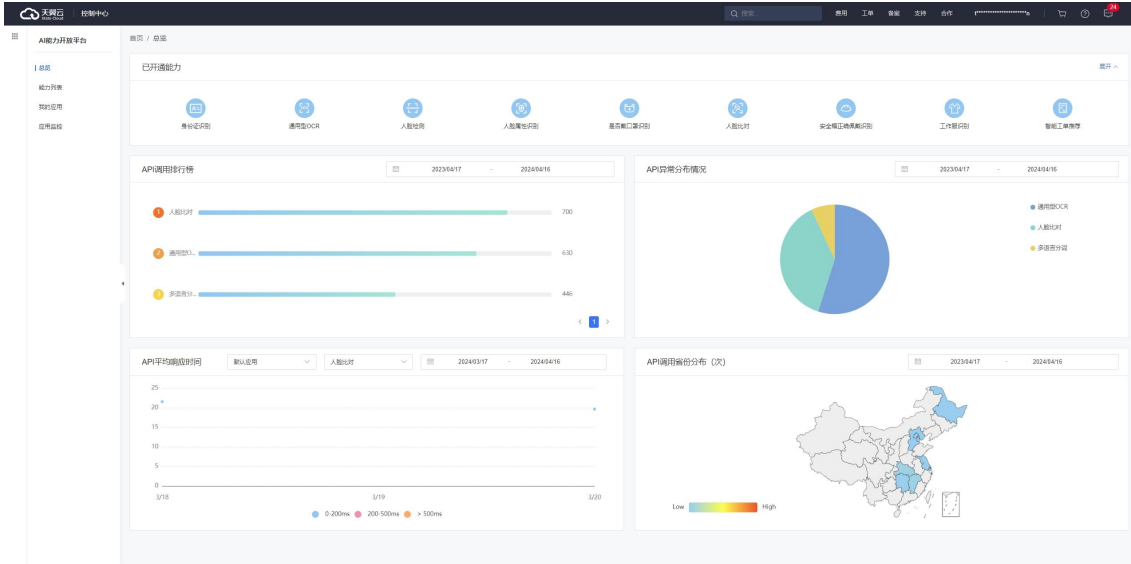 天翼云 控制中心 搜索... 费用 工单 备案 支持 合作 24
AI能力开放平台
总览
能力列表
我的应用
应用监控
首页 / 总览
已开通能力 展开
身份证识别 通用型OCR 人脸检测 人脸属性识别 是否戴口罩识别 人脸比对 安全帽正确佩戴识别 工作服识别 智能工单推荐
API调用排行榜 2023/04/17 - 2024/04/16
1 人脸比对 700
2 通用型O... 630
3 多语言分... 446
< 1 >
API异常分布情况 2023/04/17 - 2024/04/16
通用型OCR
人脸比对
多语言分词
API平均响应时间 默认应用 人脸比对 2024/03/17 - 2024/04/16
25
20
15
10
5
0
3/18 3/19 3/20
0-200ms 200-500ms > 500ms
API调用省份分布（次） 2023/04/17 - 2024/04/16
Low High